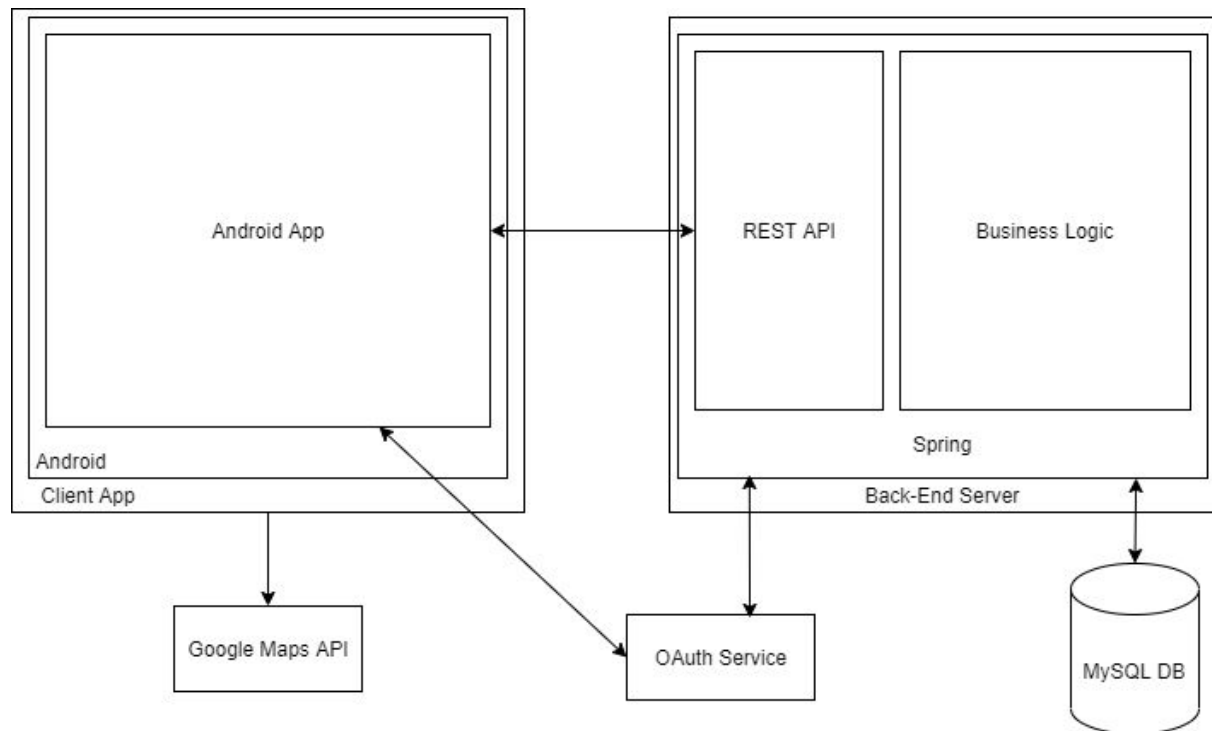 Android App
REST API
Business Logic
Spring
Android
Client App
Back-End Server
Google Maps API
OAuth Service
MySQL DB